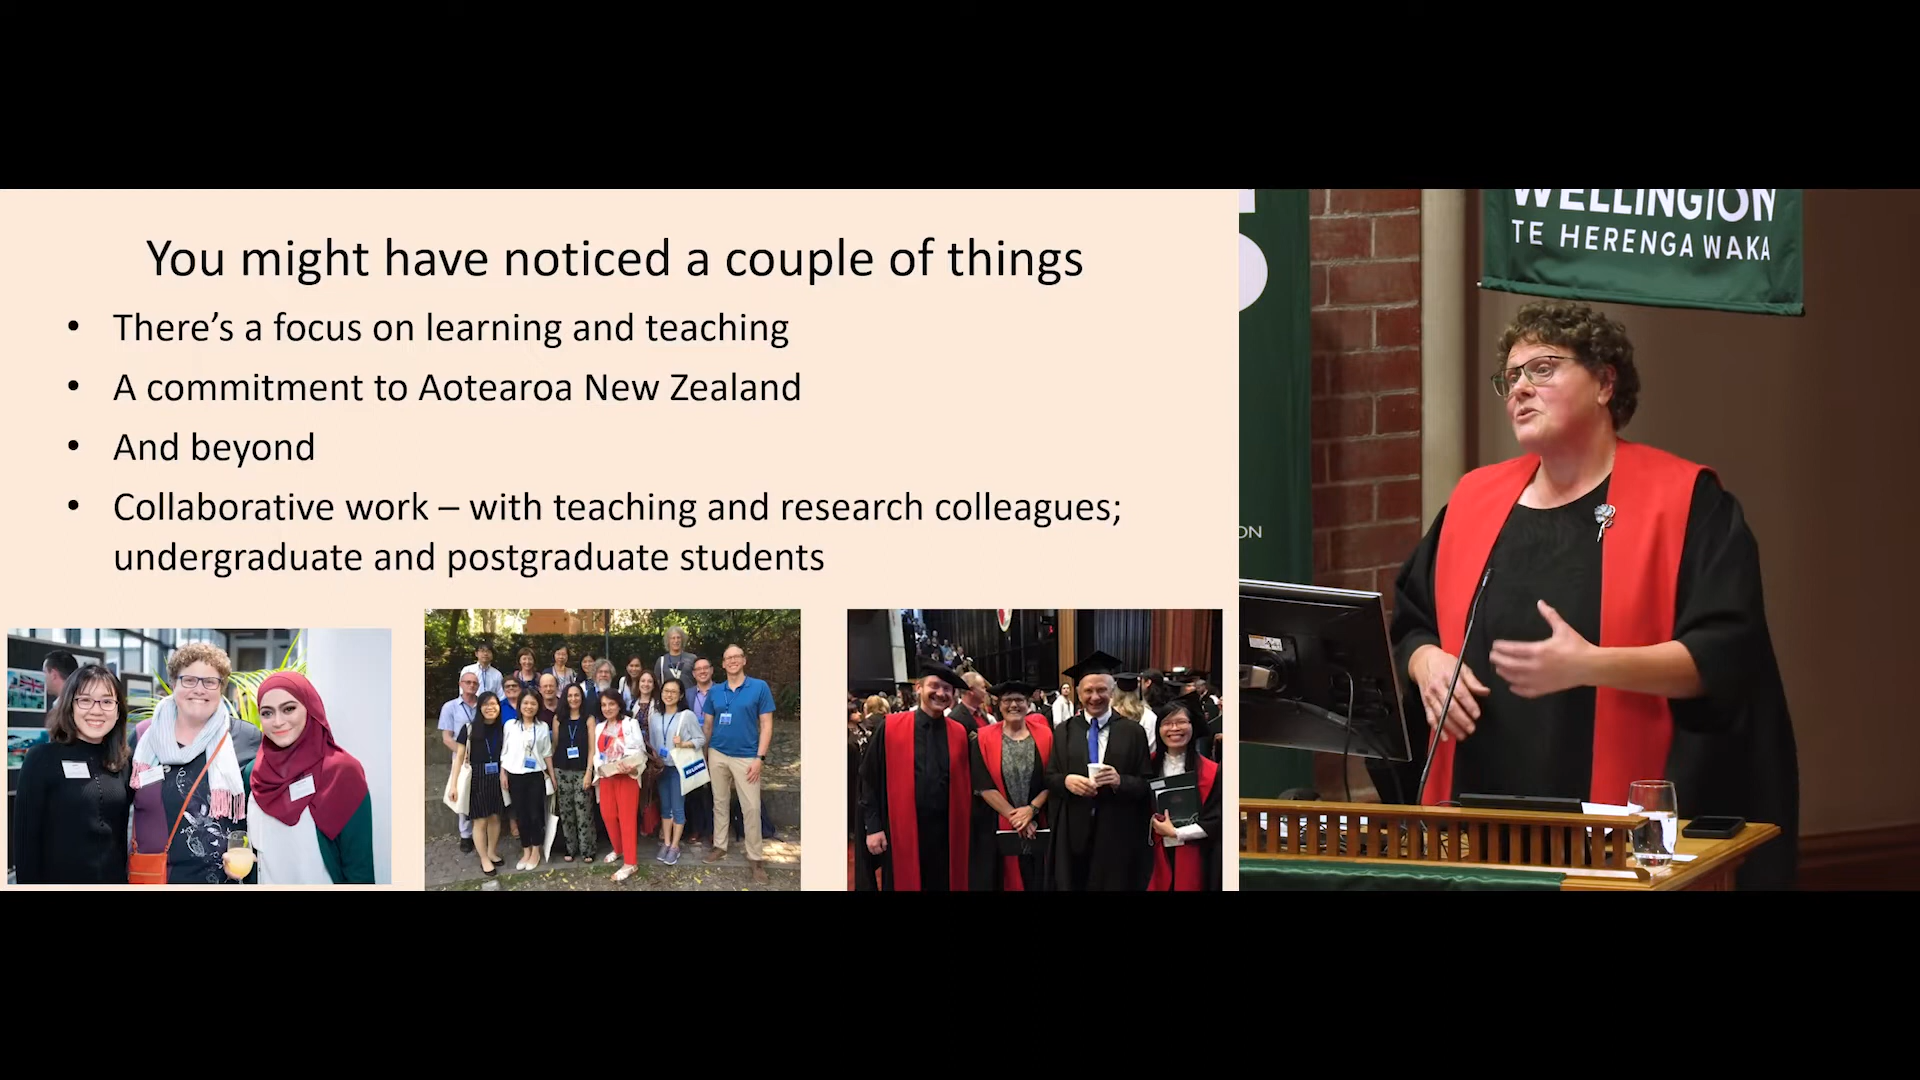 You might have noticed a couple of things
• There’s a focus on learning and teaching
• A commitment to Aotearoa New Zealand
• And beyond
• Collaborative work – with teaching and research colleagues;
undergraduate and postgraduate students
WELLINGTON
TE HERENGA WAKA
ON